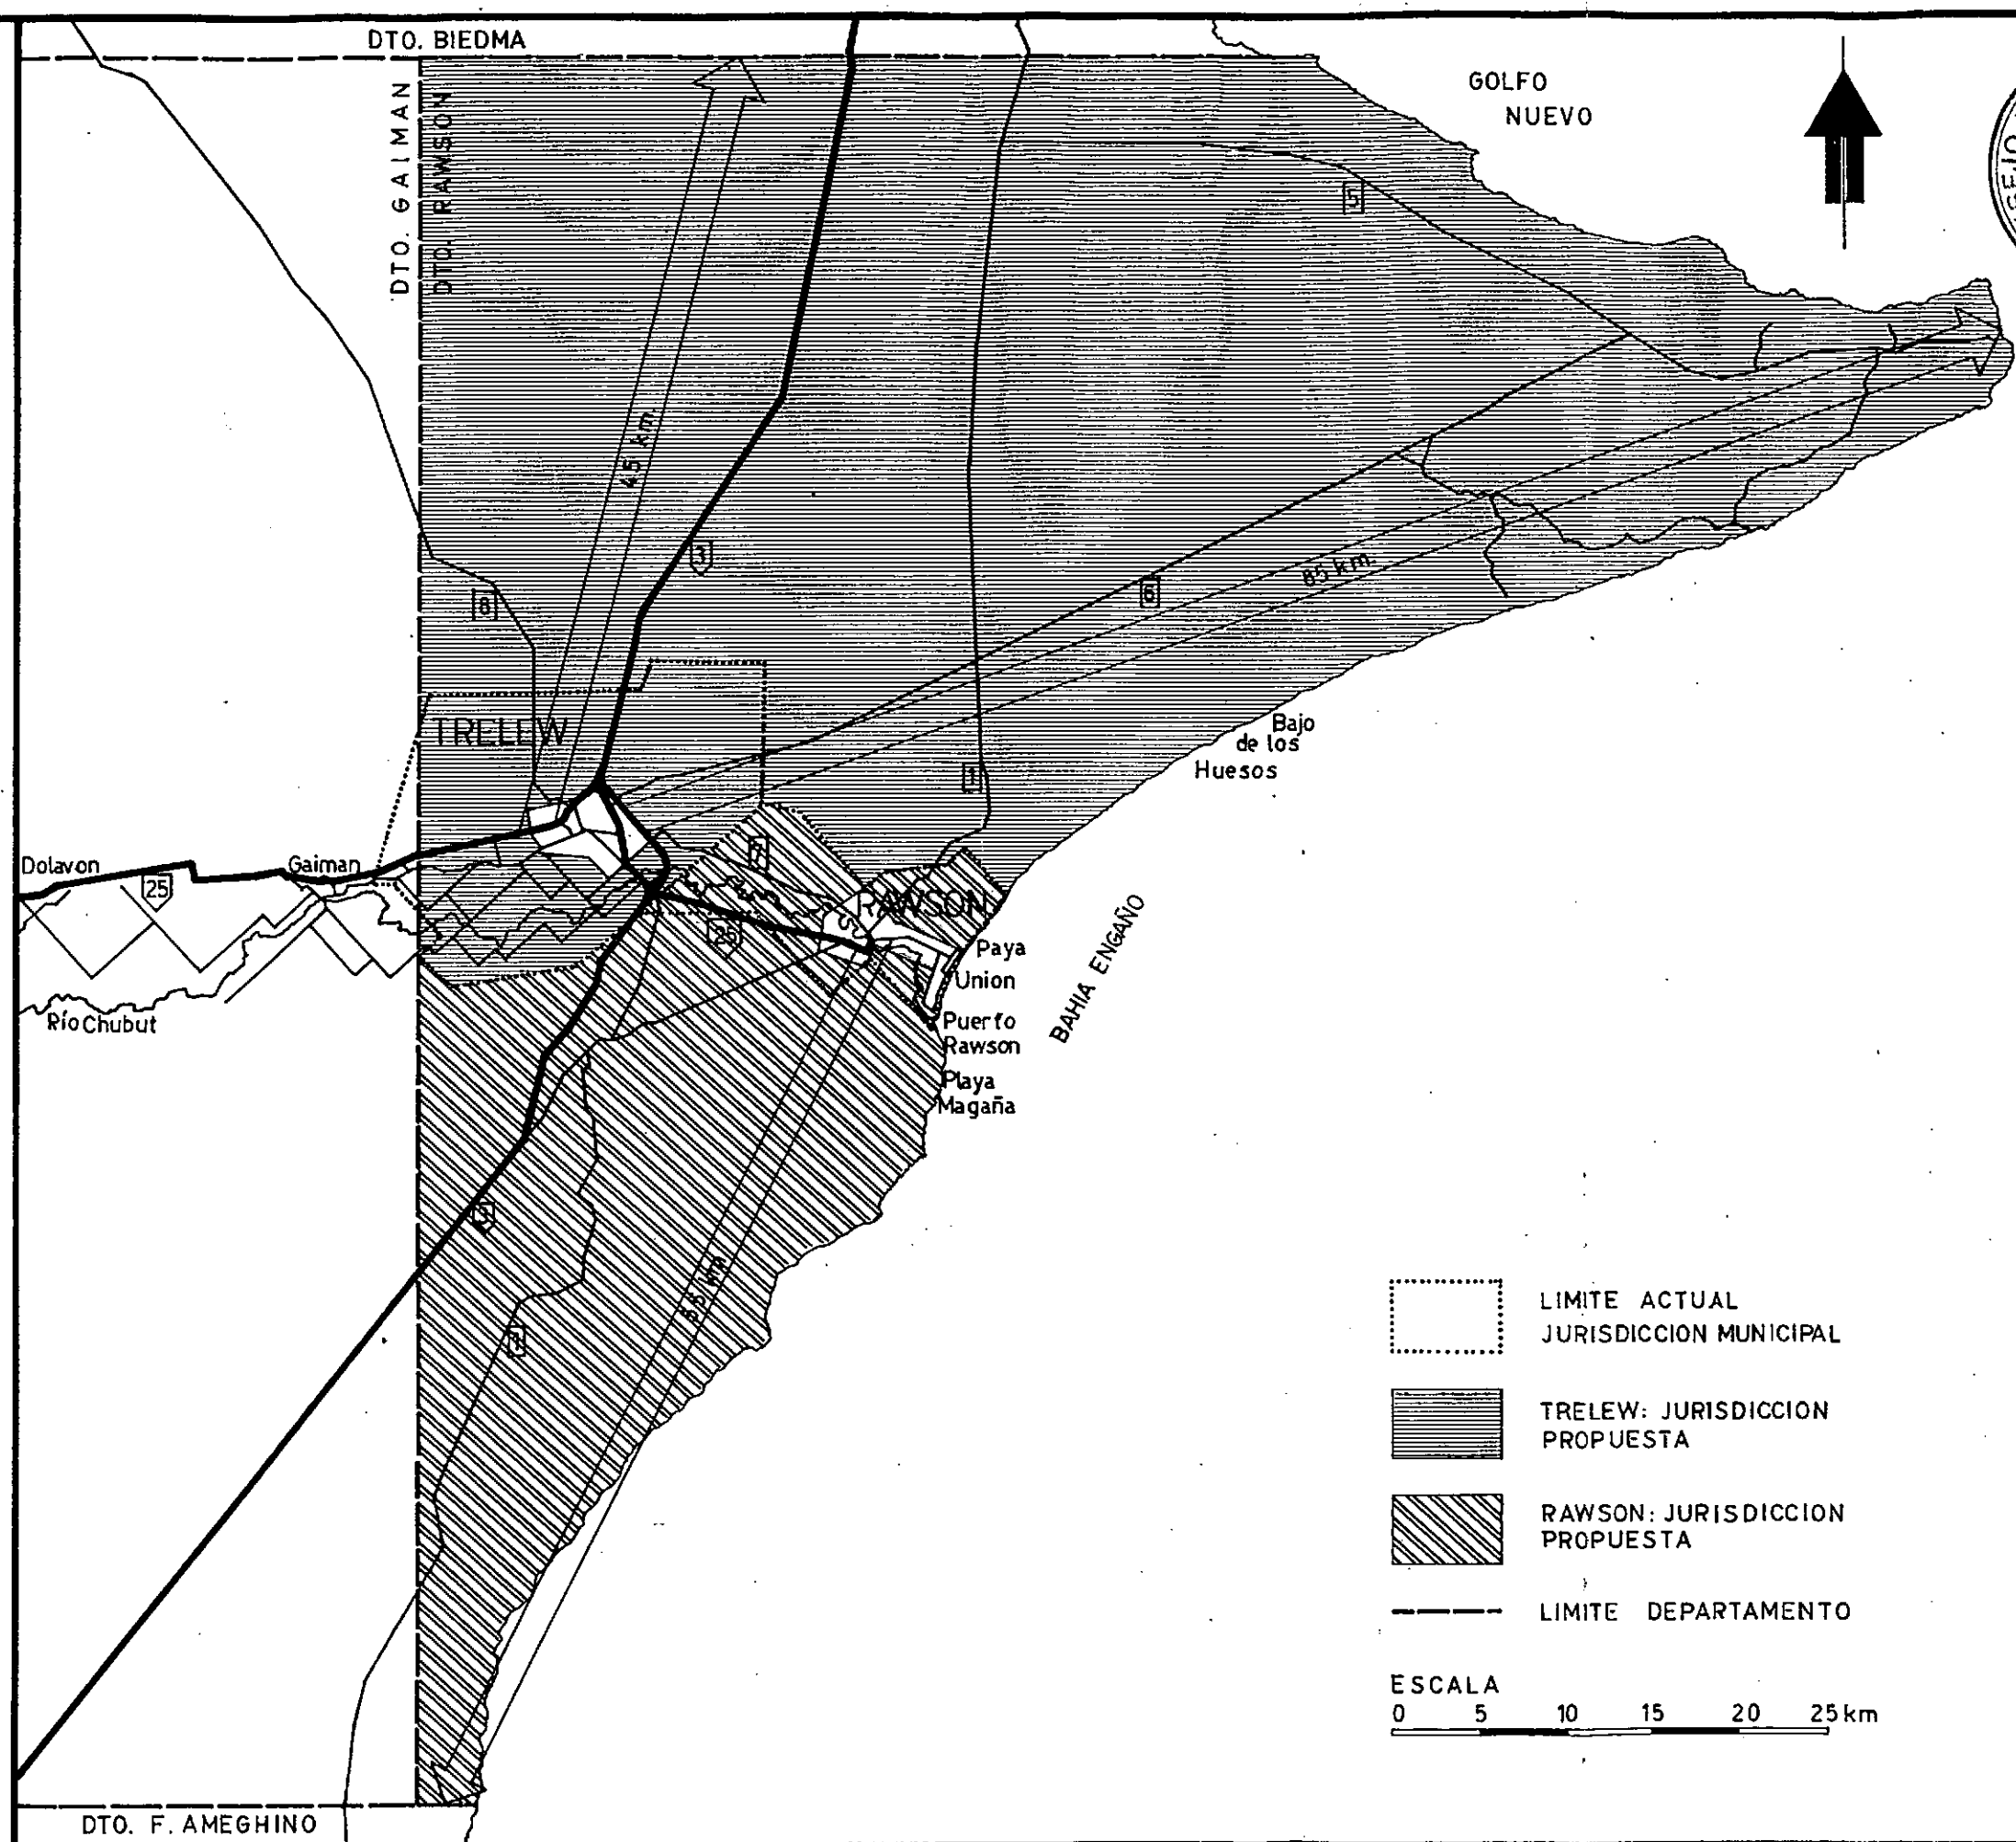 DTO. BIEDMA
GOLFO
NUEVO
DTO. GAIMAN
DTO. RAWSON
5
45 km
3
8
6
85 km.
TRELEW
Bajo
de los
Huesos
1
7
Dolavon
Gaiman
25
RAWSON
25
Paya
Union
BAHIA ENGAÑO
Río Chubut
Puerto
Rawson
Playa
Magaña
3
55 km
1
LIMITE ACTUAL
JURISDICCION MUNICIPAL
TRELEW: JURISDICCION
PROPUESTA
RAWSON: JURISDICCION
PROPUESTA
LIMITE DEPARTAMENTO
ESCALA
0 5 10 15 20 25 km
DTO. F. AMEGHINO